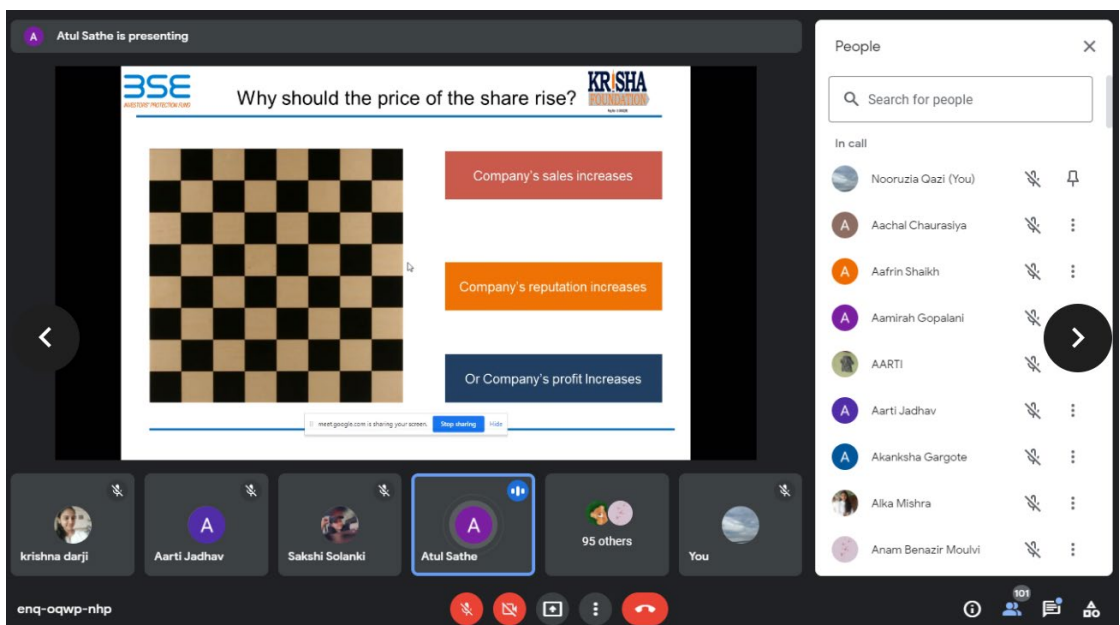 A Atul Sathe is presenting
BSE
INVESTORS' PROTECTION FUND
Why should the price of the share rise?
KRISHA
FOUNDATION
Company's sales increases
Company's reputation increases
Or Company's profit Increases
meet.google.com is sharing your screen. Stop sharing Hide
krishna darji
A
Aarti Jadhav
Sakshi Solanki
A
Atul Sathe
95 others
You
People
Search for people
In call
Nooruzia Qazi (You)
A Aachal Chaurasiya
A Aafrin Shaikh
A Aamirah Gopalani
AARTI
A Aarti Jadhav
A Akanksha Gargote
Alka Mishra
Anam Benazir Moulvi
enq-oqwp-nhp
101